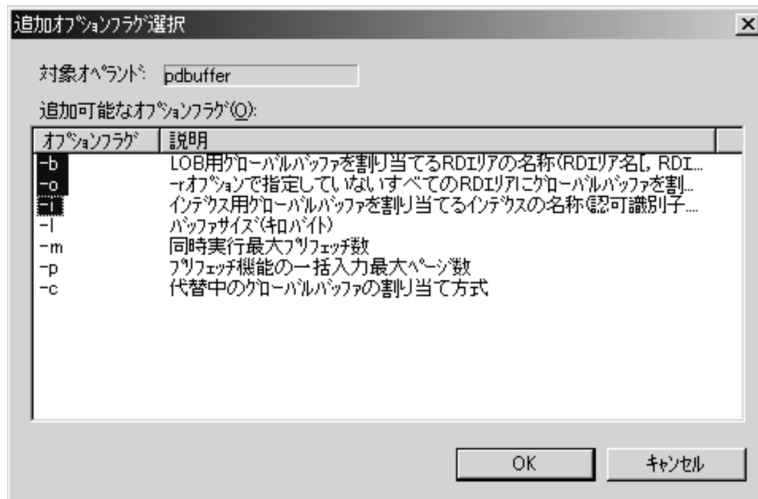 追加ｵﾌﾟｼｮﾝﾌﾗｸﾞ選択
対象ｵﾍﾟﾗﾝﾄﾞ: pdbuffer
追加可能なｵﾌﾟｼｮﾝﾌﾗｸﾞ(O):
ｵﾌﾟｼｮﾝﾌﾗｸﾞ 説明
-b LOB用ｸﾞﾛｰﾊﾞﾙﾊﾞｯﾌｧを割り当てるRDｴﾘｱの名称(RDｴﾘｱ名[, RDｴ...
-o -rｵﾌﾟｼｮﾝで指定していないすべてのRDｴﾘｱにｸﾞﾛｰﾊﾞﾙﾊﾞｯﾌｧを割...
-i ｲﾝﾃﾞｸｽ用ｸﾞﾛｰﾊﾞﾙﾊﾞｯﾌｧを割り当てるｲﾝﾃﾞｸｽの名称(認可識別子....
-l ﾊﾞｯﾌｧｻｲｽﾞ(ｷﾛﾊﾞｲﾄ)
-m 同時実行最大ﾌﾟﾘﾌｪｯﾁ数
-p ﾌﾟﾘﾌｪｯﾁ機能の一括入力最大ﾍﾟｰｼﾞ数
-c 代替中のｸﾞﾛｰﾊﾞﾙﾊﾞｯﾌｧの割り当て方式
OK ｷｬﾝｾﾙ